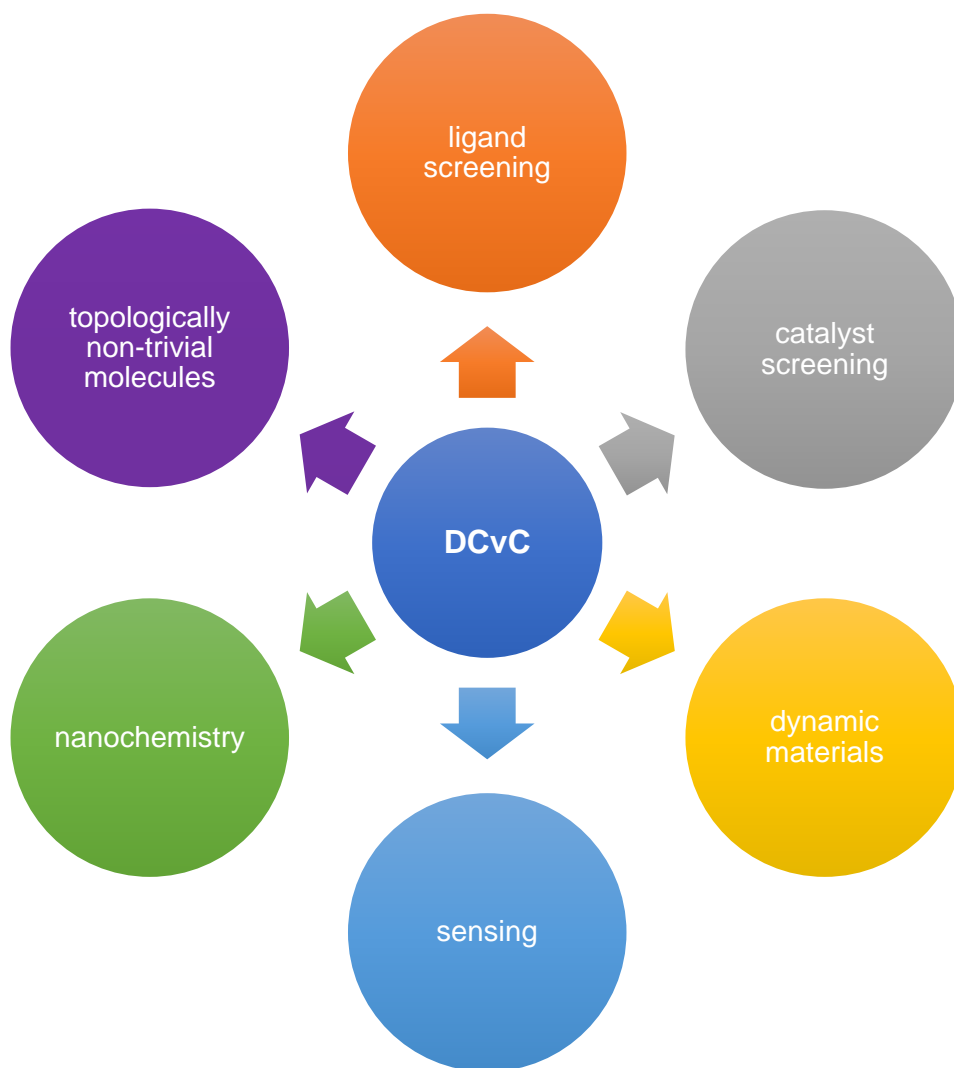 ligand
screening
topologically
non-trivial
molecules
catalyst
screening
DCvC
nanochemistry
dynamic
materials
sensing